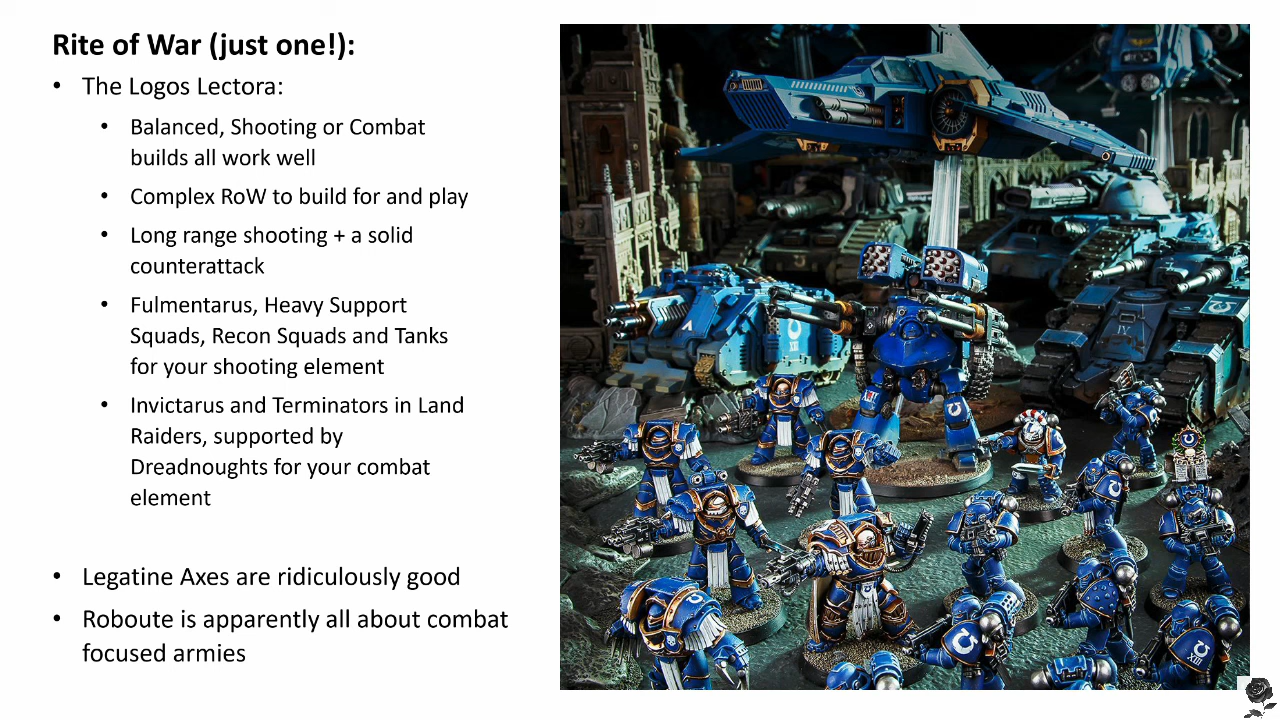 Rite of War (just one!):
• The Logos Lectora:
• Balanced, Shooting or Combat
builds all work well
• Complex RoW to build for and play
• Long range shooting + a solid
counterattack
• Fulmentarus, Heavy Support
Squads, Recon Squads and Tanks
for your shooting element
• Invictarus and Terminators in Land
Raiders, supported by
Dreadnoughts for your combat
element
• Legatine Axes are ridiculously good
• Roboute is apparently all about combat
focused armies
IV
XIII
XIII